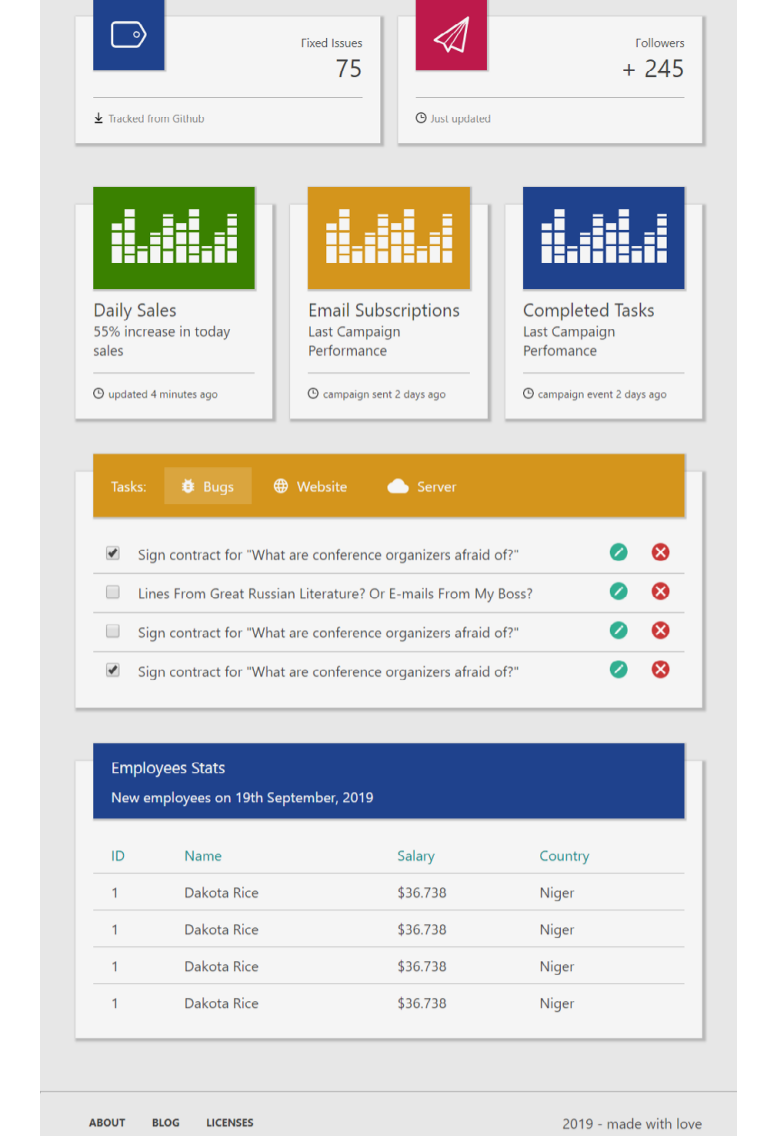 Fixed Issues
75
Tracked from Github
Followers
+ 245
Just updated
Daily Sales
55% increase in today
sales
updated 4 minutes ago
Email Subscriptions
Last Campaign
Performance
campaign sent 2 days ago
Completed Tasks
Last Campaign
Perfomance
campaign event 2 days ago
Tasks: Bugs Website Server
Sign contract for "What are conference organizers afraid of?"
Lines From Great Russian Literature? Or E-mails From My Boss?
Sign contract for "What are conference organizers afraid of?"
Sign contract for "What are conference organizers afraid of?"
Employees Stats
New employees on 19th September, 2019
ID Name Salary Country
1 Dakota Rice $36.738 Niger
1 Dakota Rice $36.738 Niger
1 Dakota Rice $36.738 Niger
1 Dakota Rice $36.738 Niger
ABOUT BLOG LICENSES 2019 - made with love